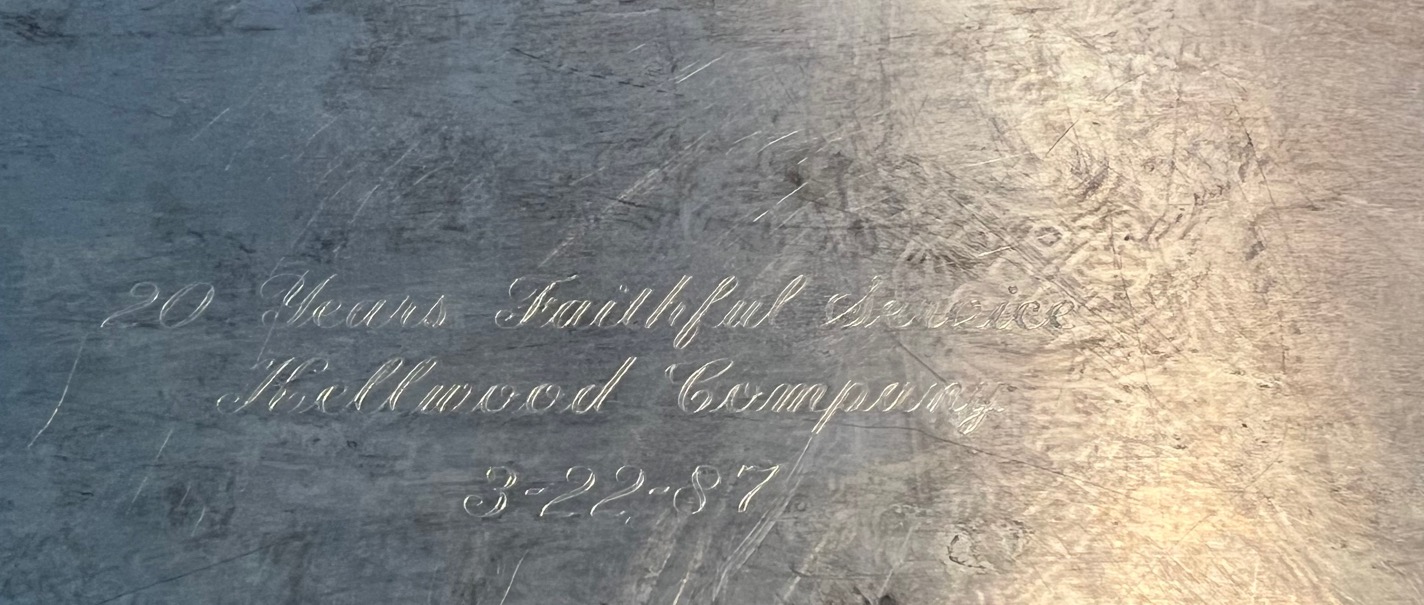 20 Years Faithful Service
Kellwood Company
3-22-87